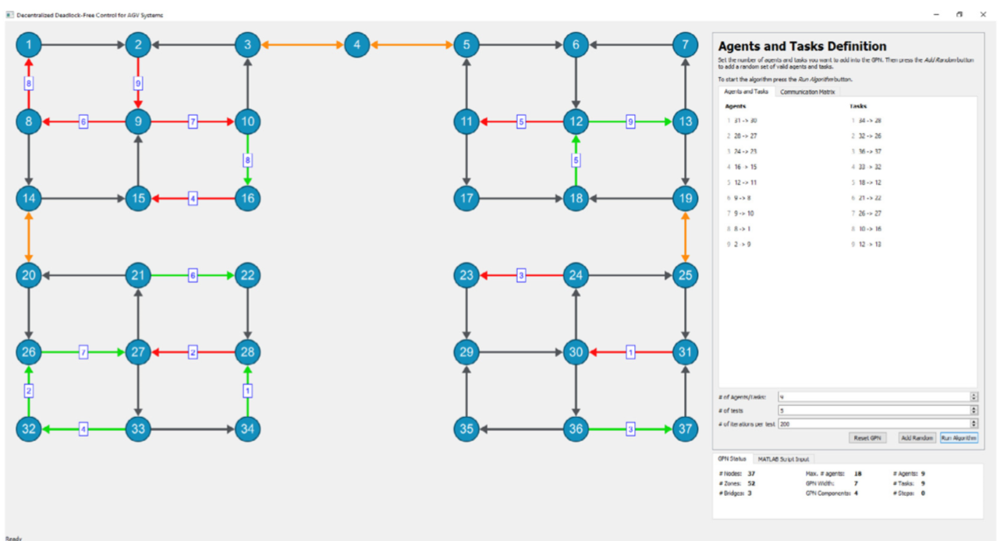 Decentralized Deadlock-Free Control for AGV Systems
1 2 3 4 5 6 7
8 9
8 6 9 7 10 11 5 12 9 13
8 5
14 15 4 16 17 18 19
20 21 6 22 23 3 24 25
26 7 27 2 28 29 30 1 31
2 1
32 4 33 34 35 36 3 37
Agents and Tasks Definition
Set the number of agents and tasks you want to add into the GPN. Then press the Add Random button
to add a random set of valid agents and tasks.
To start the algorithm press the Run Algorithm button.
Agents and Tasks Communication Matrix
Agents Tasks
1 31 -> 30 1 34 -> 28
2 28 -> 27 2 32 -> 26
3 24 -> 23 3 36 -> 37
4 16 -> 15 4 33 -> 32
5 12 -> 11 5 18 -> 12
6 9 -> 8 6 21 -> 22
7 9 -> 10 7 26 -> 27
8 8 -> 1 8 10 -> 16
9 2 -> 9 9 12 -> 13
# of Agents/Tasks: 9
# of tests 5
# of iterations per test 200
Reset GPN Add Random Run Algorithm
GPN Status MATLAB Script Input
# Nodes: 37 Max. # agents: 18 # Agents: 9
# Zones: 52 GPN Width: 7 # Tasks: 9
# Bridges: 3 GPN Components: 4 # Steps: 0
Ready